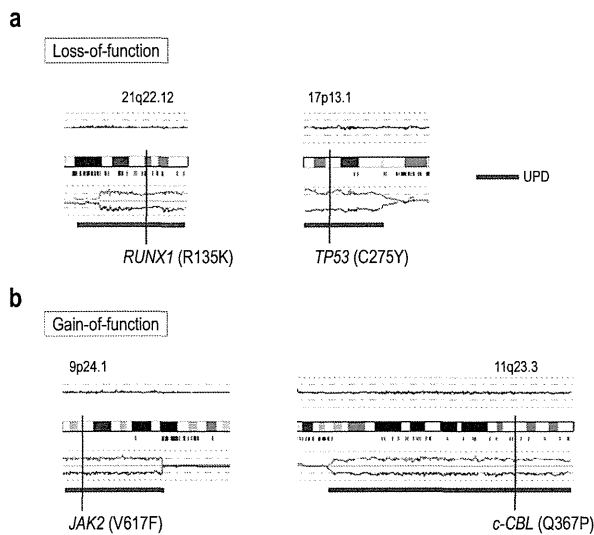 a
Loss-of-function
21q22.12
17p13.1
UPD
RUNX1 (R135K)
TP53 (C275Y)
b
Gain-of-function
9p24.1
11q23.3
JAK2 (V617F)
c-CBL (Q367P)